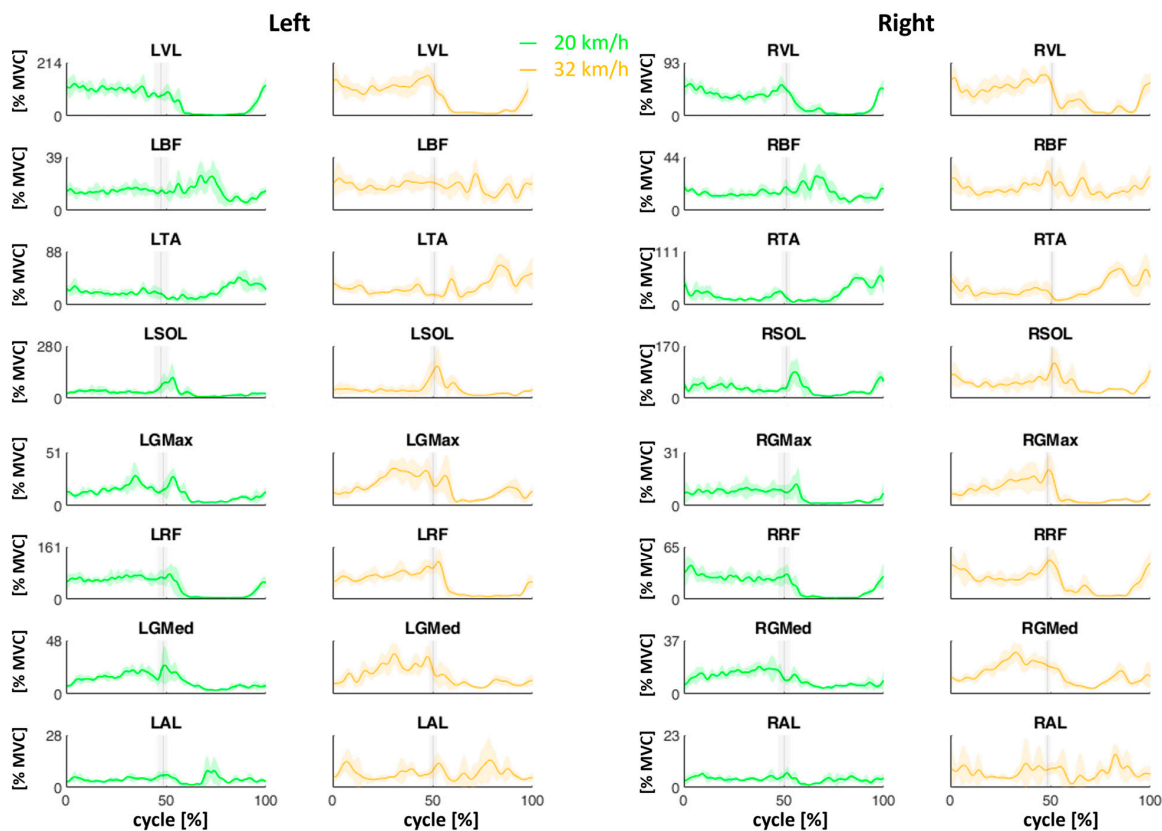 Left Right
20 km/h
32 km/h
LVL LVL RVL RVL
[% MVC] 214 0 [% MVC] 93 0
LBF LBF RBF RBF
[% MVC] 39 0 [% MVC] 44 0
LTA LTA RTA RTA
[% MVC] 88 0 [% MVC] 111 0
LSOL LSOL RSOL RSOL
[% MVC] 280 0 [% MVC] 170 0
LGMax LGMax RGMax RGMax
[% MVC] 51 0 [% MVC] 31 0
LRF LRF RRF RRF
[% MVC] 161 0 [% MVC] 65 0
LGMed LGMed RGMed RGMed
[% MVC] 48 0 [% MVC] 37 0
LAL LAL RAL RAL
[% MVC] 28 0 [% MVC] 23 0
0 50 100 0 50 100 0 50 100 0 50 100
cycle [%] cycle [%] cycle [%] cycle [%]